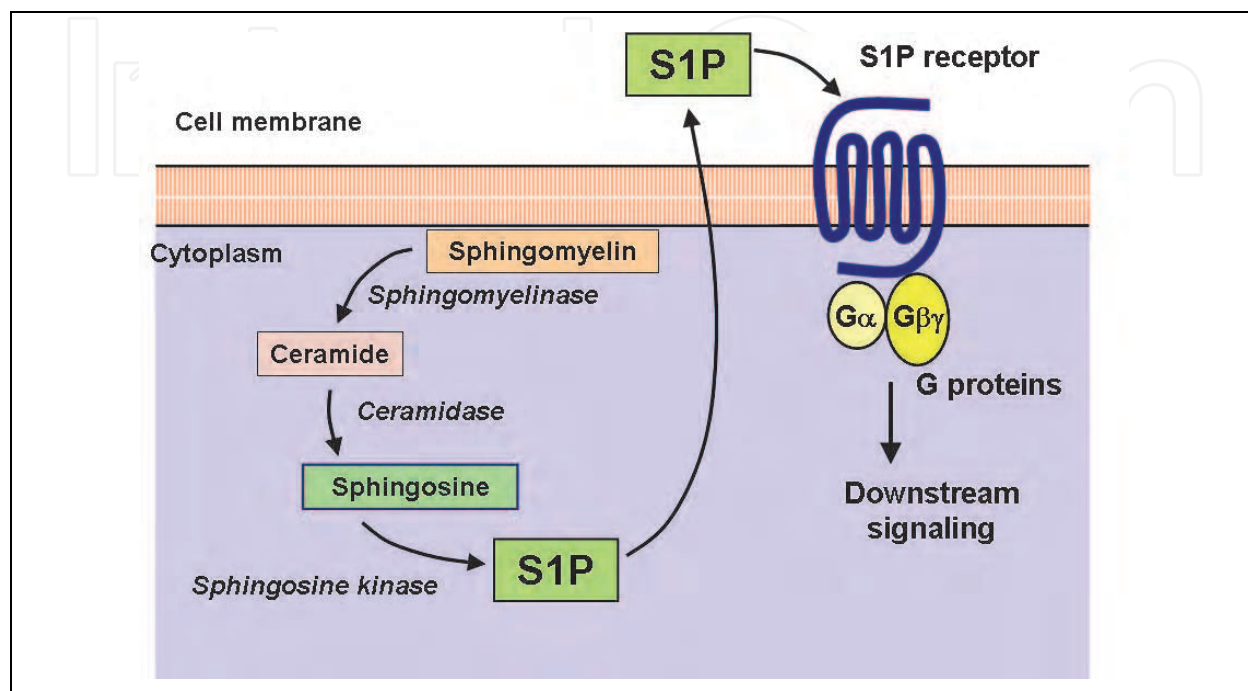 S1P
S1P receptor
Cell membrane
Cytoplasm
Sphingomyelin
Sphingomyelinase
Ceramide
Gα
Gβγ
G proteins
Ceramidase
Sphingosine
Downstream
signaling
S1P
Sphingosine kinase